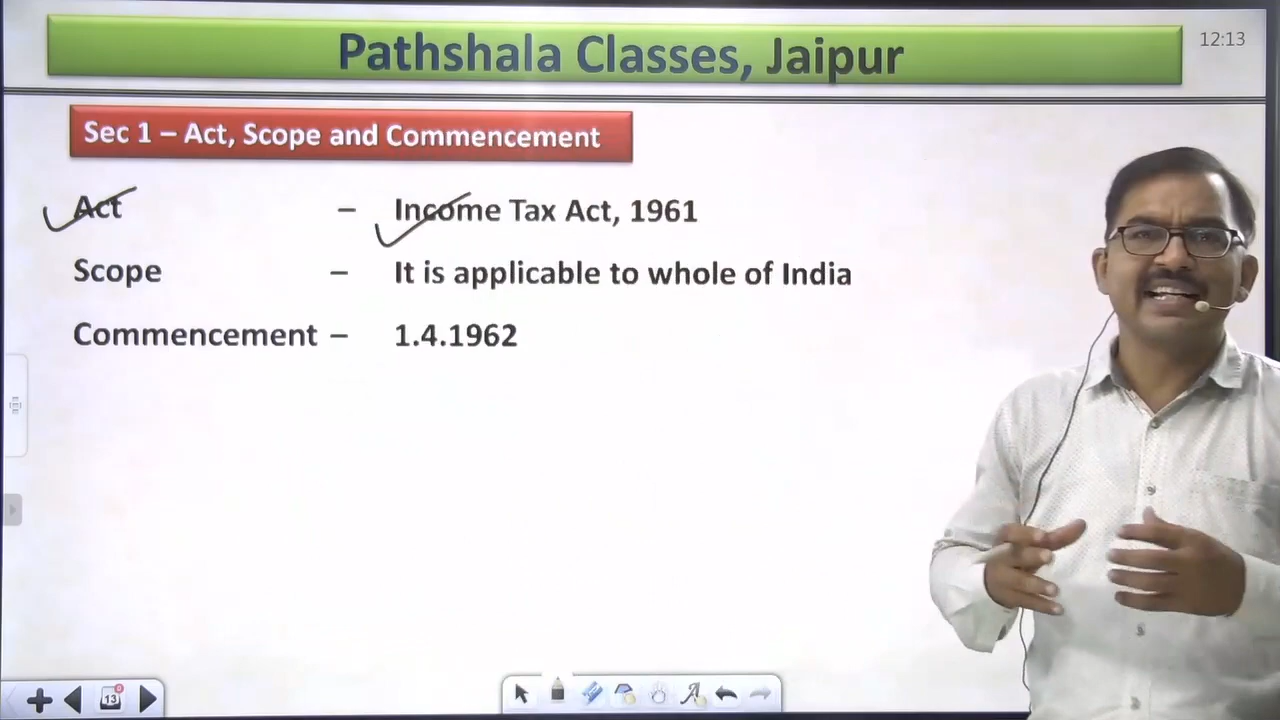 Pathshala Classes, Jaipur
12:13
Sec 1 – Act, Scope and Commencement
Act – Income Tax Act, 1961
Scope – It is applicable to whole of India
Commencement – 1.4.1962
13